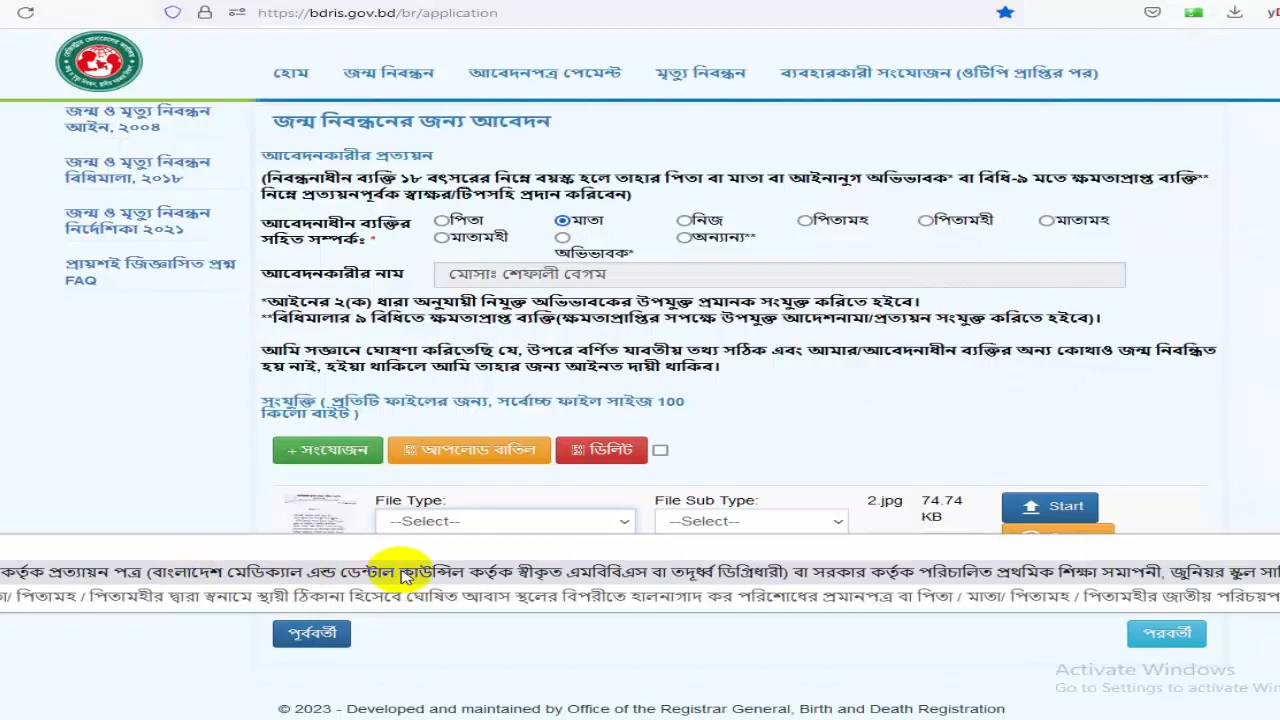 https://bdris.gov.bd/br/application
হোম জন্ম নিবন্ধন আবেদনপত্র পেমেন্ট মৃত্যু নিবন্ধন ব্যবহারকারী সংযোজন (ওটিপি প্রাপ্তির পর)
জন্ম ও মৃত্যু নিবন্ধন
আইন, ২০০৪
জন্ম ও মৃত্যু নিবন্ধন
বিধিমালা, ২০১৮
জন্ম ও মৃত্যু নিবন্ধন
নির্দেশিকা ২০২১
প্রায়শই জিজ্ঞাসিত প্রশ্ন
FAQ
জন্ম নিবন্ধনের জন্য আবেদন
আবেদনকারীর প্রত্যয়ন
(নিবন্ধনাধীন ব্যক্তি ১৮ বৎসরের নিম্নে বয়স্ক হলে তাহার পিতা বা মাতা বা আইনানুগ অভিভাবক* বা বিধি-৯ মতে ক্ষমতাপ্রাপ্ত ব্যক্তি**
নিম্নে প্রত্যয়নপূর্বক স্বাক্ষর/টিপসহি প্রদান করিবেন)
আবেদনাধীন ব্যক্তির
সহিত সম্পর্কঃ *
পিতা মাতা নিজ পিতামহ পিতামহী মাতামহ
মাতামহী অভিভাবক* অন্যান্য**
আবেদনকারীর নাম মোসাঃ শেফালী বেগম
*আইনের ২(ক) ধারা অনুযায়ী নিযুক্ত অভিভাবকের উপযুক্ত প্রমানক সংযুক্ত করিতে হইবে।
**বিধিমালার ৯ বিধিতে ক্ষমতাপ্রাপ্ত ব্যক্তি(ক্ষমতাপ্রাপ্তির সপক্ষে উপযুক্ত আদেশনামা/প্রত্যয়ন সংযুক্ত করিতে হইবে)।
আমি সজ্ঞানে ঘোষণা করিতেছি যে, উপরে বর্ণিত যাবতীয় তথ্য সঠিক এবং আমার/আবেদনাধীন ব্যক্তির অন্য কোথাও জন্ম নিবন্ধিত
হয় নাই, হইয়া থাকিলে আমি তাহার জন্য আইনত দায়ী থাকিব।
সংযুক্তি ( প্রতিটি ফাইলের জন্য, সর্বোচ্চ ফাইল সাইজ 100
কিলো বাইট )
+ সংযোজন আপলোড বাতিল ডিলিট
File Type: File Sub Type: 2.jpg 74.74
KB
Start
--Select-- --Select--
কর্তৃক প্রত্যয়ন পত্র (বাংলাদেশ মেডিক্যাল এন্ড ডেন্টাল কাউন্সিল কর্তৃক স্বীকৃত এমবিবিএস বা তদূর্ধ্ব ডিগ্রিধারী) বা সরকার কর্তৃক পরিচালিত প্রাথমিক শিক্ষা সমাপনী, জুনিয়র স্কুল
/ পিতামহ / পিতামহীর দ্বারা স্বনামে স্থায়ী ঠিকানা হিসেবে ঘোষিত আবাস স্থলের বিপরীতে হালনাগাদ কর পরিশোধের প্রমানপত্র বা পিতা / মাতা/ পিতামহ / পিতামহীর জাতীয়
পূর্ববর্তী পরবর্তী
Activate Windows
Go to Settings to activate
© 2023 - Developed and maintained by Office of the Registrar General, Birth and Death Registration